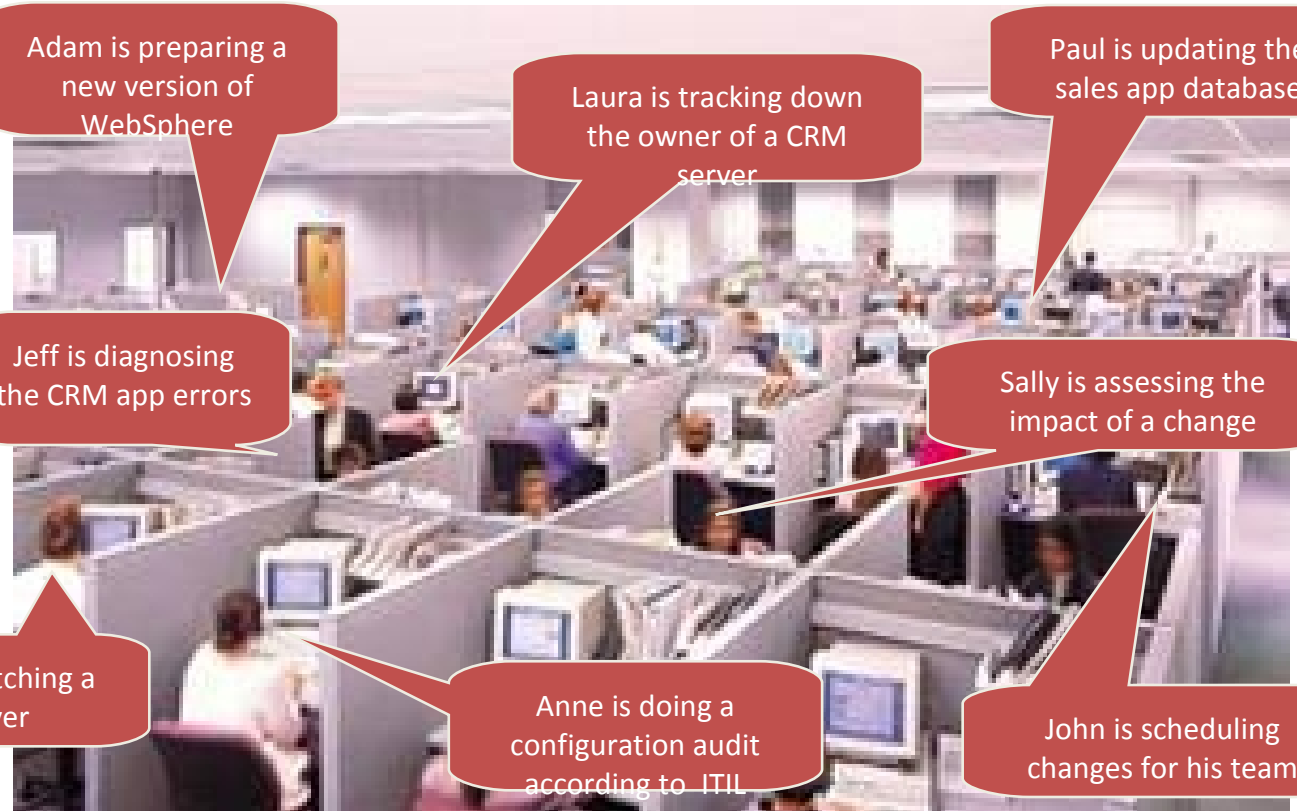 Adam is preparing a
new version of
WebSphere
Laura is tracking down
the owner of a CRM
server
Paul is updating the
sales app database
Jeff is diagnosing
the CRM app errors
Sally is assessing the
impact of a change
a
Anne is doing a
configuration audit
according to ITIL
John is scheduling
changes for his team